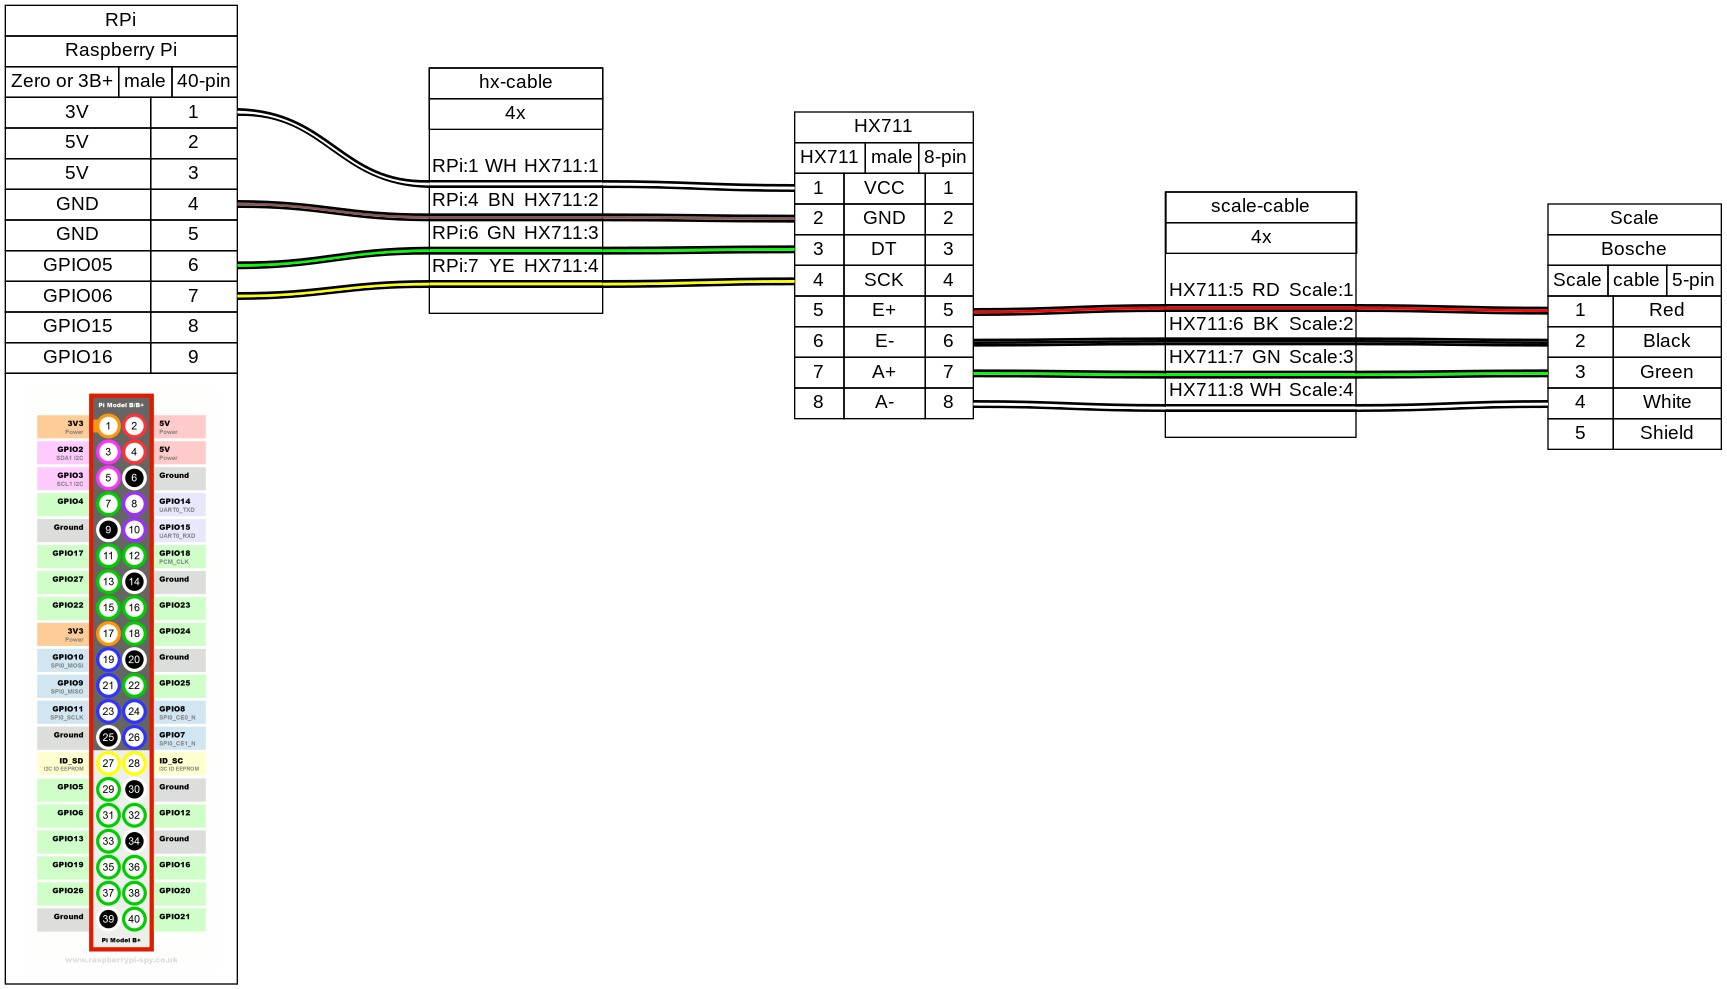 RPi
Raspberry Pi
Zero or 3B+ male 40-pin
3V 1
5V 2
5V 3
GND 4
GND 5
GPIO05 6
GPIO06 7
GPIO15 8
GPIO16 9
Pi Model B/B+
3V3 Power 1 2 5V Power
GPIO2 SDA1 I2C 3 4 5V Power
GPIO3 SCL1 I2C 5 6 Ground
GPIO4 7 8 GPIO14 UART0_TXD
Ground 9 10 GPIO15 UART0_RXD
GPIO17 11 12 GPIO18 PCM_CLK
GPIO27 13 14 Ground
GPIO22 15 16 GPIO23
3V3 Power 17 18 GPIO24
GPIO10 SPI0_MOSI 19 20 Ground
GPIO9 SPI0_MISO 21 22 GPIO25
GPIO11 SPI0_SCLK 23 24 GPIO8 SPI0_CE0_N
Ground 25 26 GPIO7 SPI0_CE1_N
ID_SD I2C ID EEPROM 27 28 ID_SC I2C ID EEPROM
GPIO5 29 30 Ground
GPIO6 31 32 GPIO12
GPIO13 33 34 Ground
GPIO19 35 36 GPIO16
GPIO26 37 38 GPIO20
Ground 39 40 GPIO21
Pi Model B+
www.raspberrypi-spy.co.uk
hx-cable
4x
RPi:1 WH HX711:1
RPi:4 BN HX711:2
RPi:6 GN HX711:3
RPi:7 YE HX711:4
HX711
HX711 male 8-pin
1 VCC 1
2 GND 2
3 DT 3
4 SCK 4
5 E+ 5
6 E- 6
7 A+ 7
8 A- 8
scale-cable
4x
HX711:5 RD Scale:1
HX711:6 BK Scale:2
HX711:7 GN Scale:3
HX711:8 WH Scale:4
Scale
Bosche
Scale cable 5-pin
1 Red
2 Black
3 Green
4 White
5 Shield